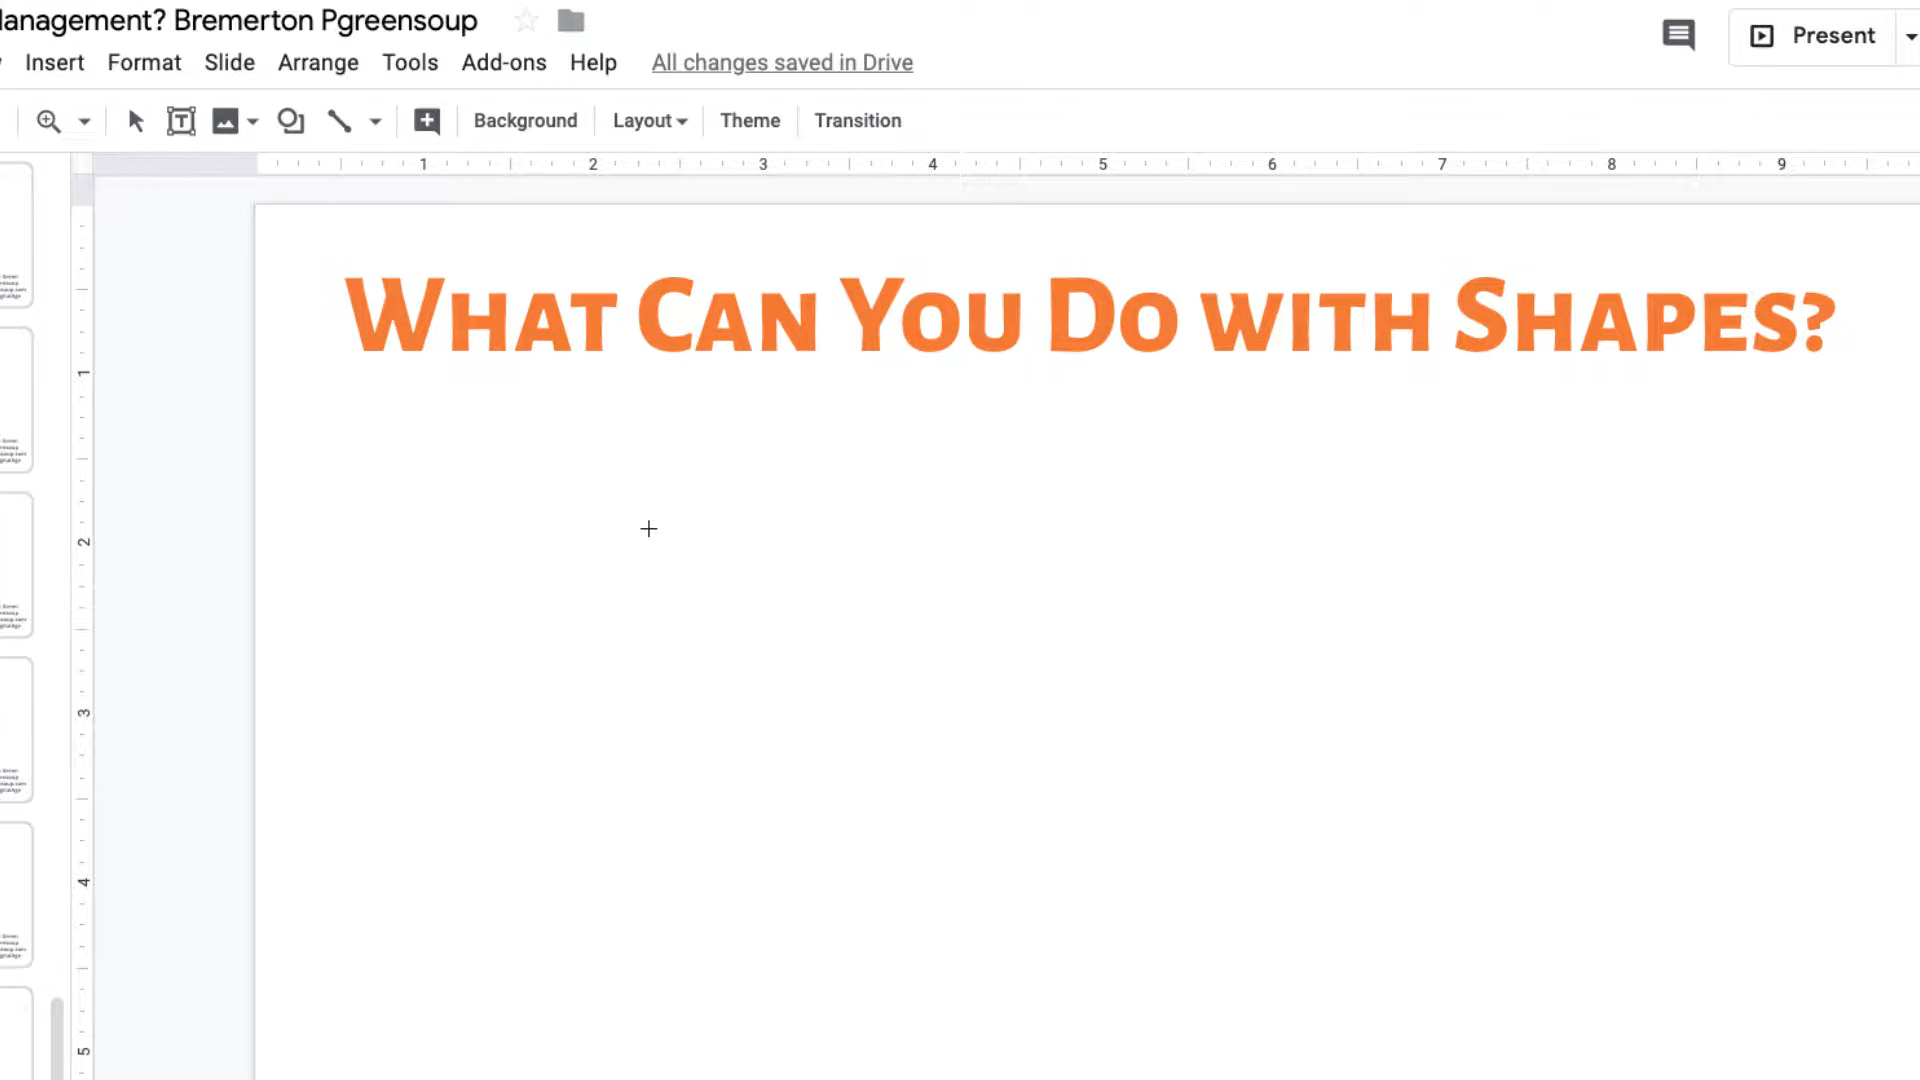 anagement? Bremerton Pgreensoup
Present
Insert Format Slide Arrange Tools Add-ons Help All changes saved in Drive
Background Layout Theme Transition
1 2 3 4 5 6 7 8 9
What Can You Do with Shapes?
1
2
3
4
5